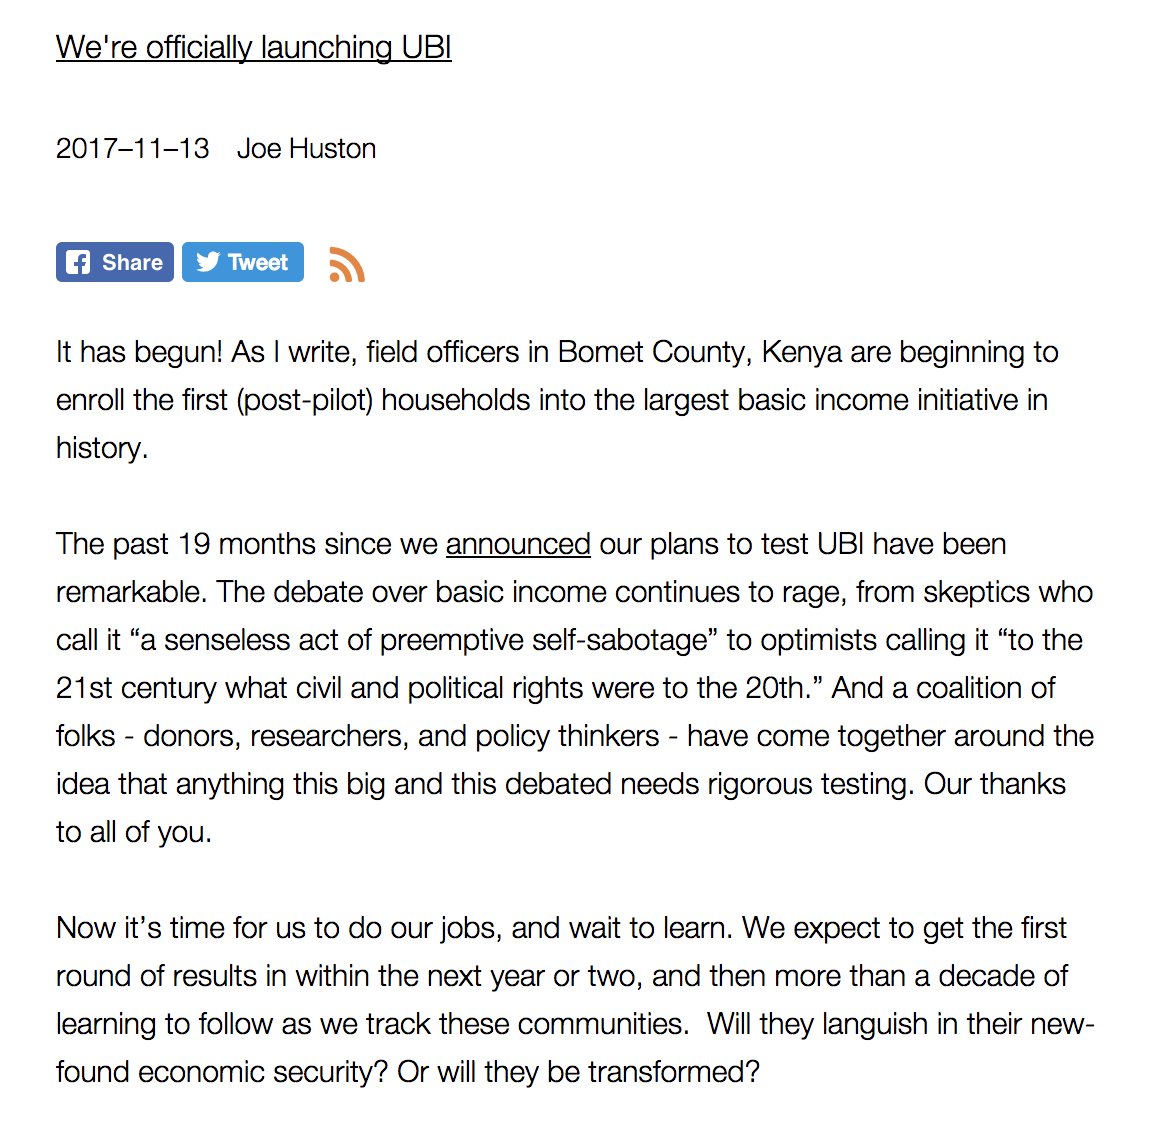 We're officially launching UBI
2017–11–13 Joe Huston
Share Tweet
It has begun! As I write, field officers in Bomet County, Kenya are beginning to
enroll the first (post-pilot) households into the largest basic income initiative in
history.
The past 19 months since we announced our plans to test UBI have been
remarkable. The debate over basic income continues to rage, from skeptics who
call it “a senseless act of preemptive self-sabotage” to optimists calling it “to the
21st century what civil and political rights were to the 20th.” And a coalition of
folks - donors, researchers, and policy thinkers - have come together around the
idea that anything this big and this debated needs rigorous testing. Our thanks
to all of you.
Now it’s time for us to do our jobs, and wait to learn. We expect to get the first
round of results in within the next year or two, and then more than a decade of
learning to follow as we track these communities.  Will they languish in their new-
found economic security? Or will they be transformed?